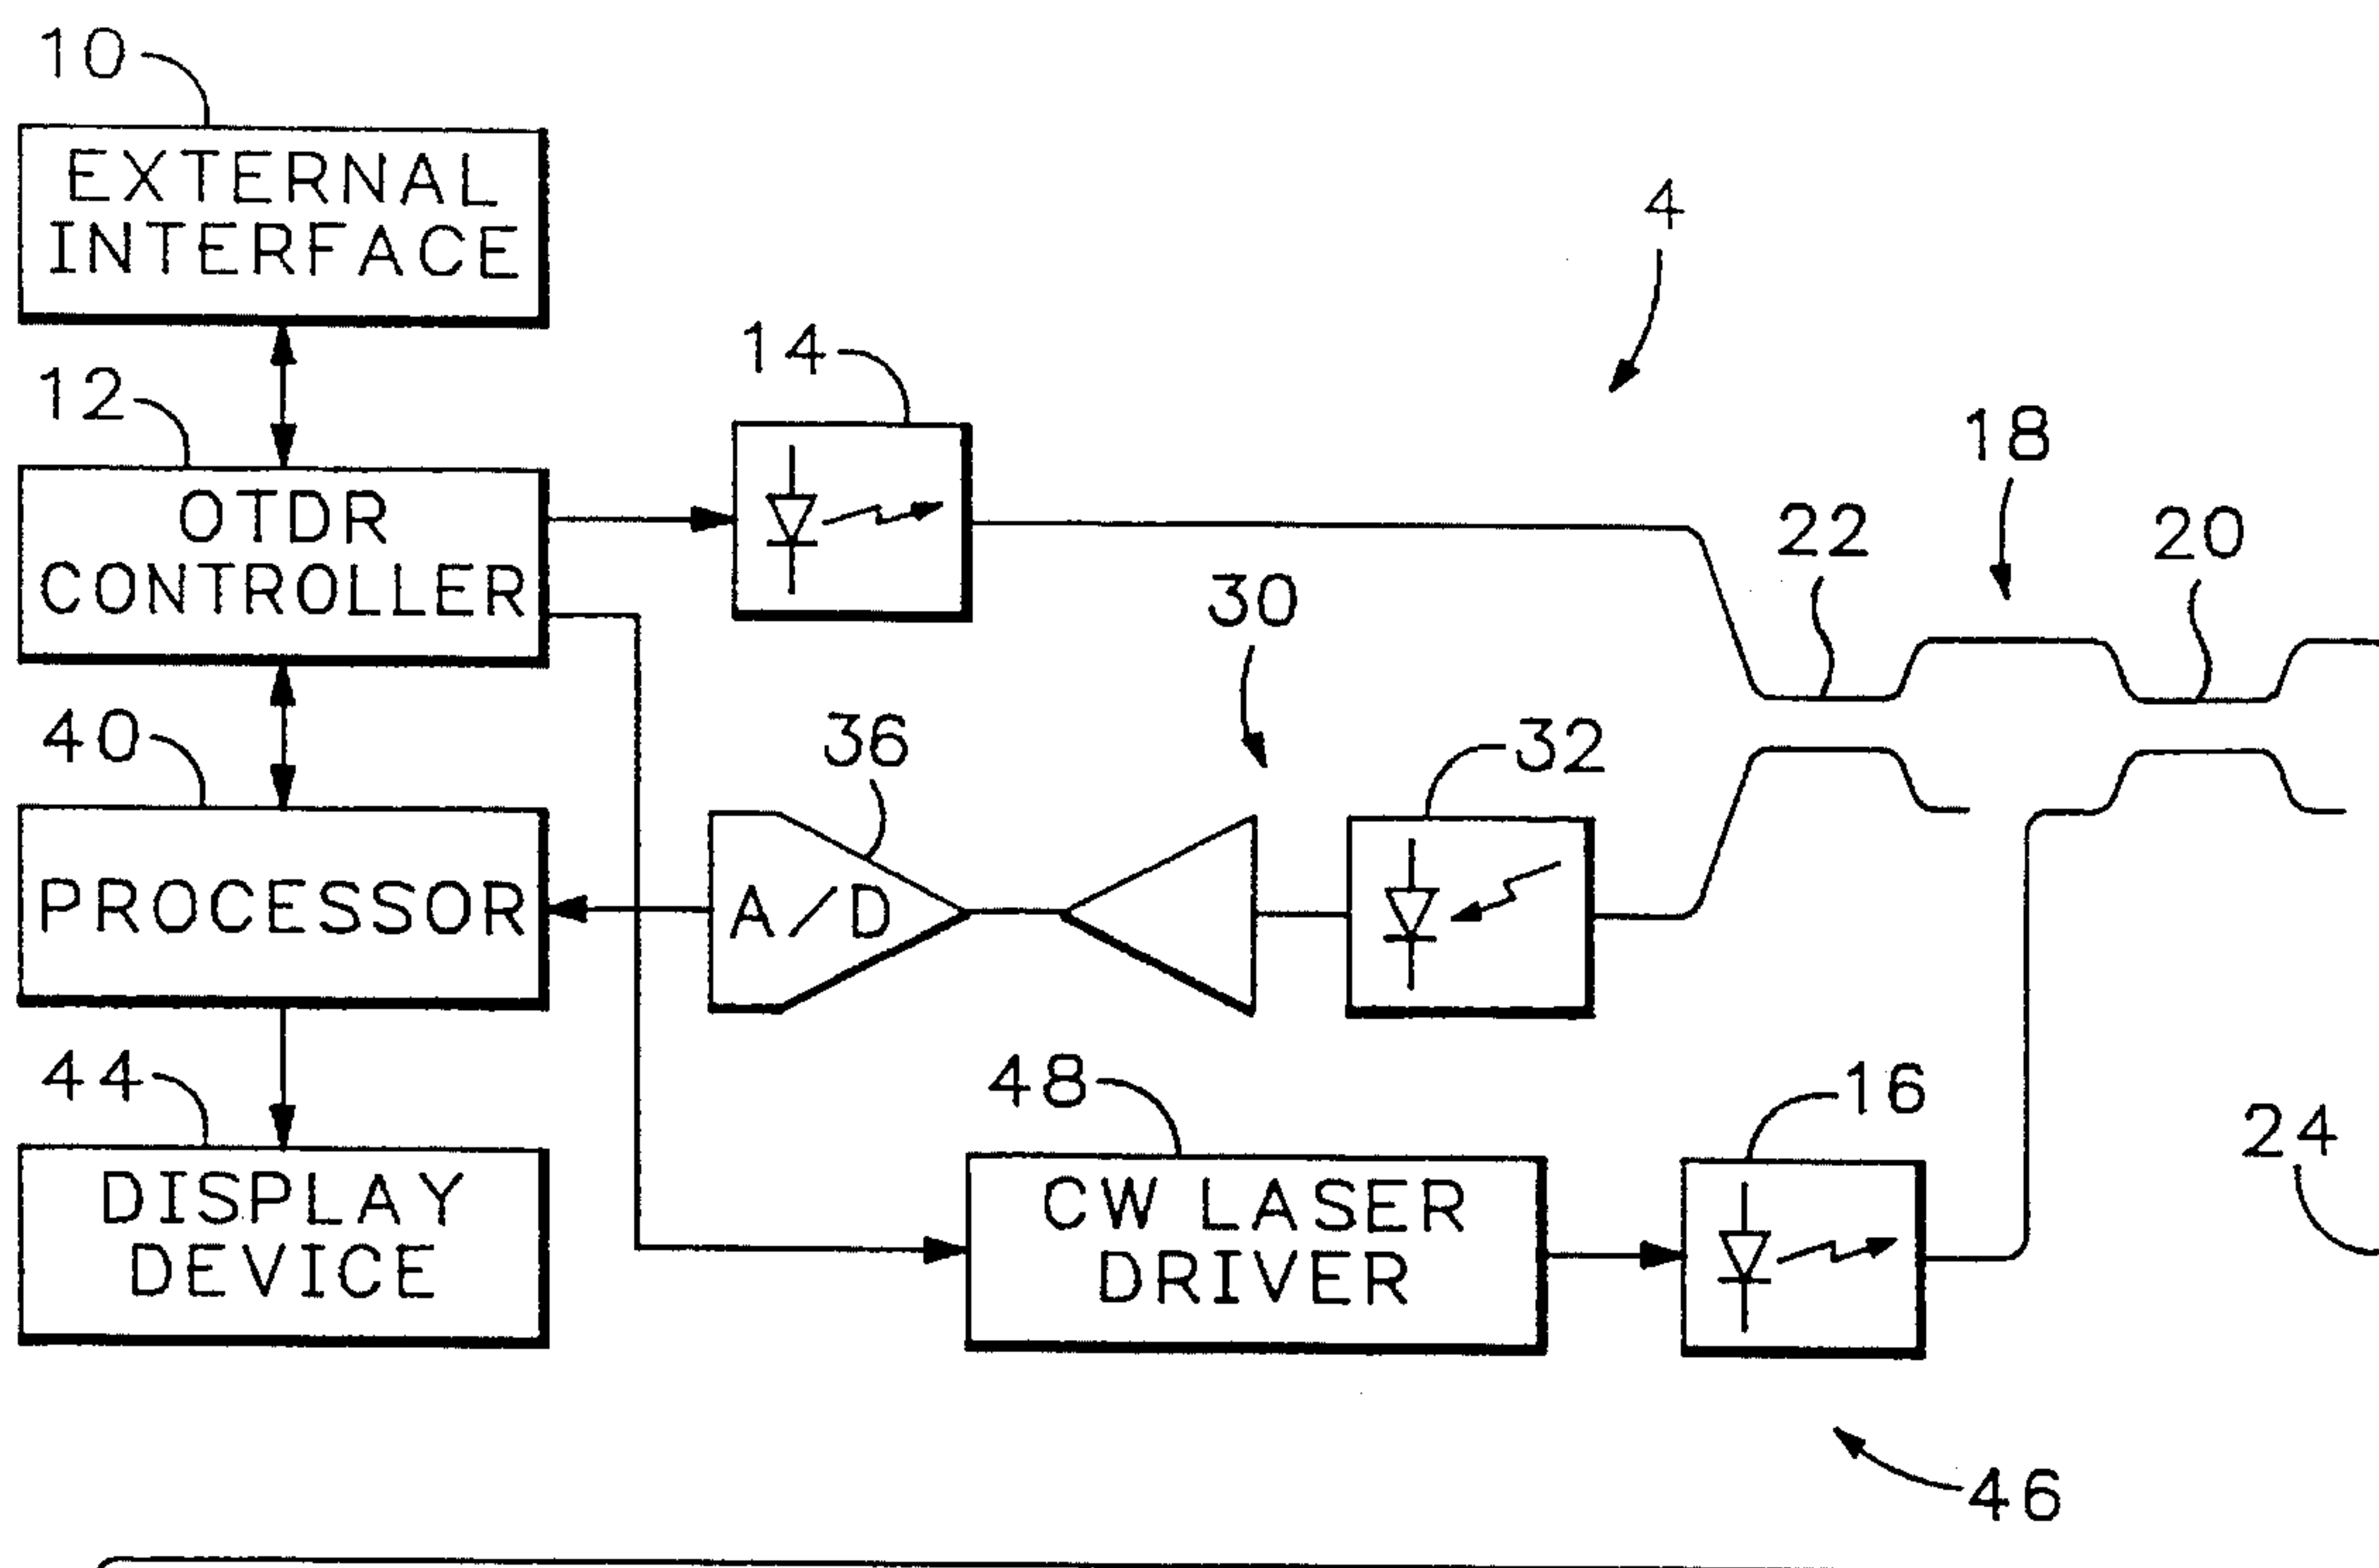 10
EXTERNAL
INTERFACE
4
14
12
18
OTDR
CONTROLLER
22
20
30
40
36
32
PROCESSOR
A/D
44
48
16
24
DISPLAY
DEVICE
CW LASER
DRIVER
46